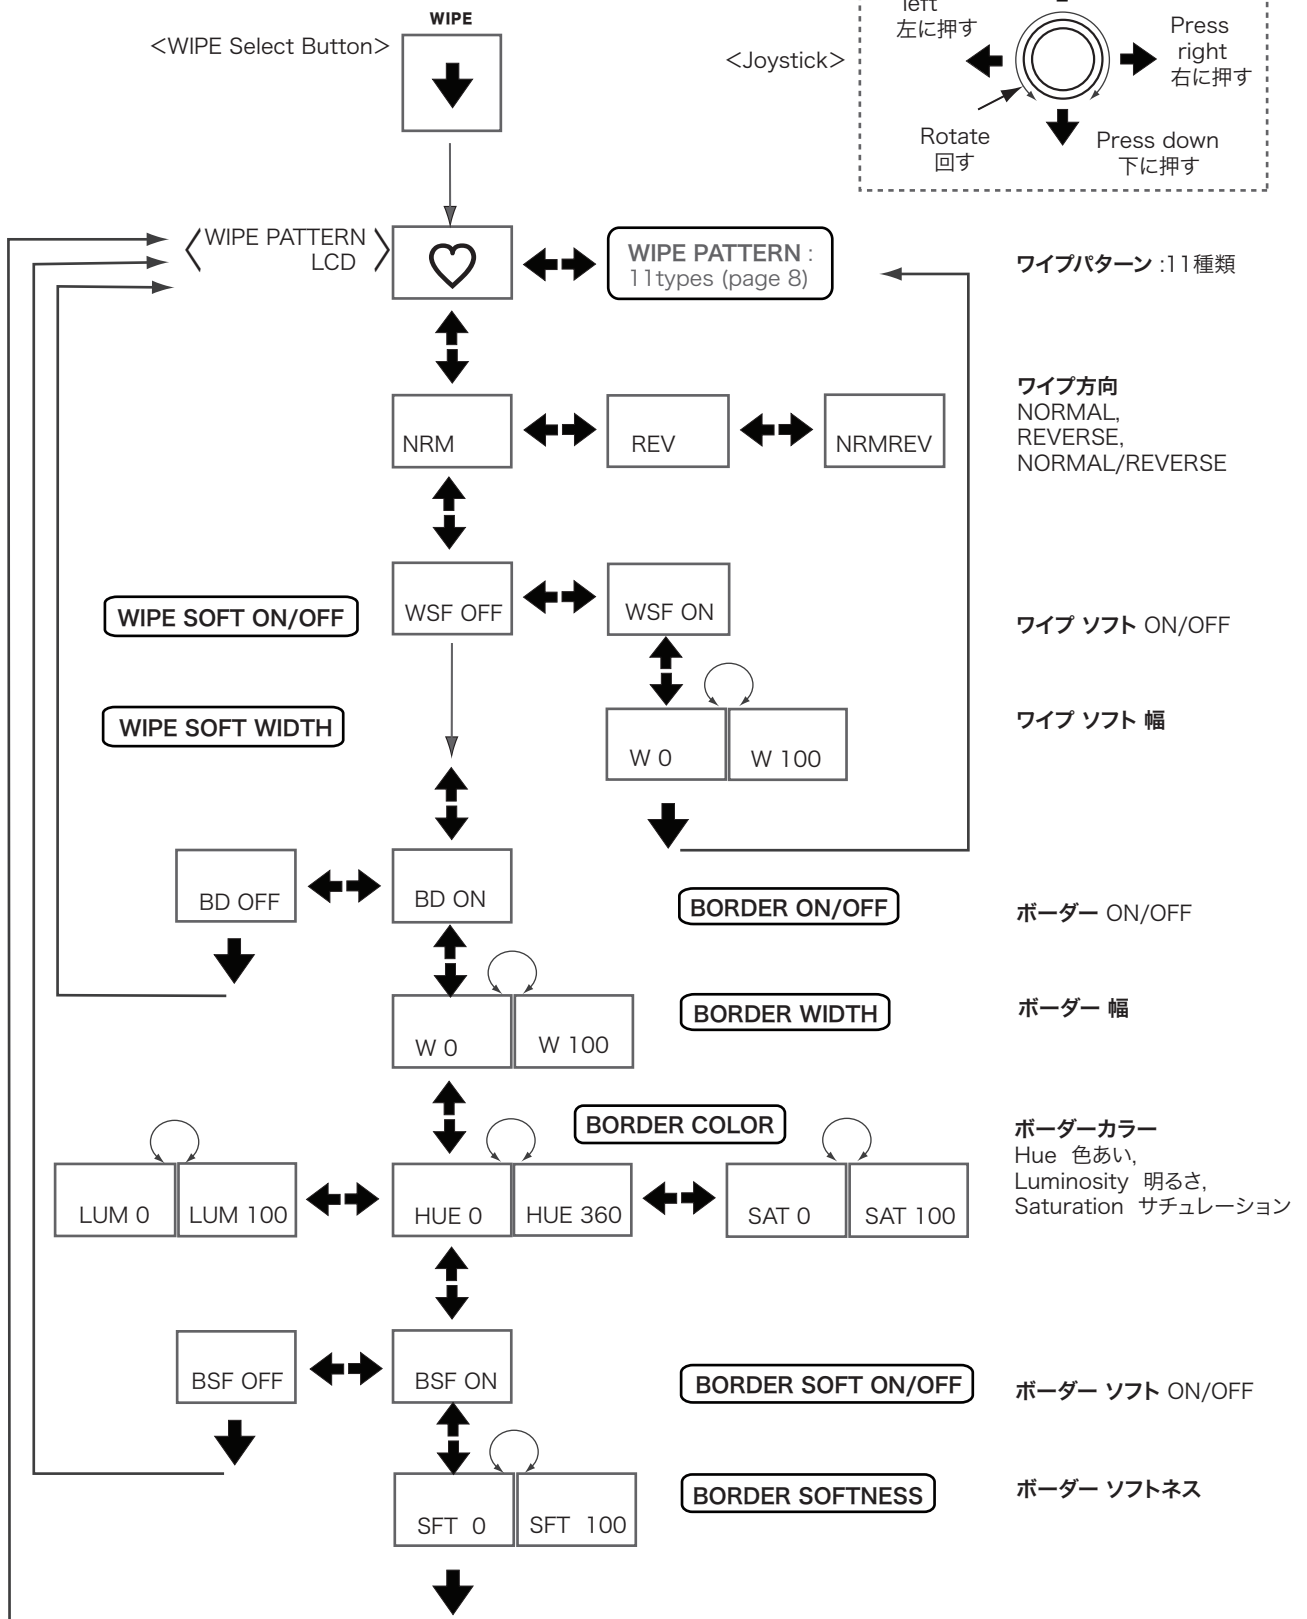 WIPE
<WIPE Select Button>
<Joystick>
left
左に押す
Press
right
右に押す
Rotate
回す
Press down
下に押す
WIPE PATTERN
LCD
WIPE PATTERN :
11types (page 8)
ワイプパターン :11種類
ワイプ方向
NORMAL,
REVERSE,
NORMAL/REVERSE
NRM
REV
NRMREV
WIPE SOFT ON/OFF
WSF OFF
WSF ON
ワイプ ソフト ON/OFF
WIPE SOFT WIDTH
W 0
W 100
ワイプ ソフト 幅
BD OFF
BD ON
BORDER ON/OFF
ボーダー ON/OFF
W 0
W 100
BORDER WIDTH
ボーダー 幅
BORDER COLOR
ボーダーカラー
Hue 色あい,
Luminosity 明るさ,
Saturation サチュレーション
LUM 0
LUM 100
HUE 0
HUE 360
SAT 0
SAT 100
BSF OFF
BSF ON
BORDER SOFT ON/OFF
ボーダー ソフト ON/OFF
SFT 0
SFT 100
BORDER SOFTNESS
ボーダー ソフトネス